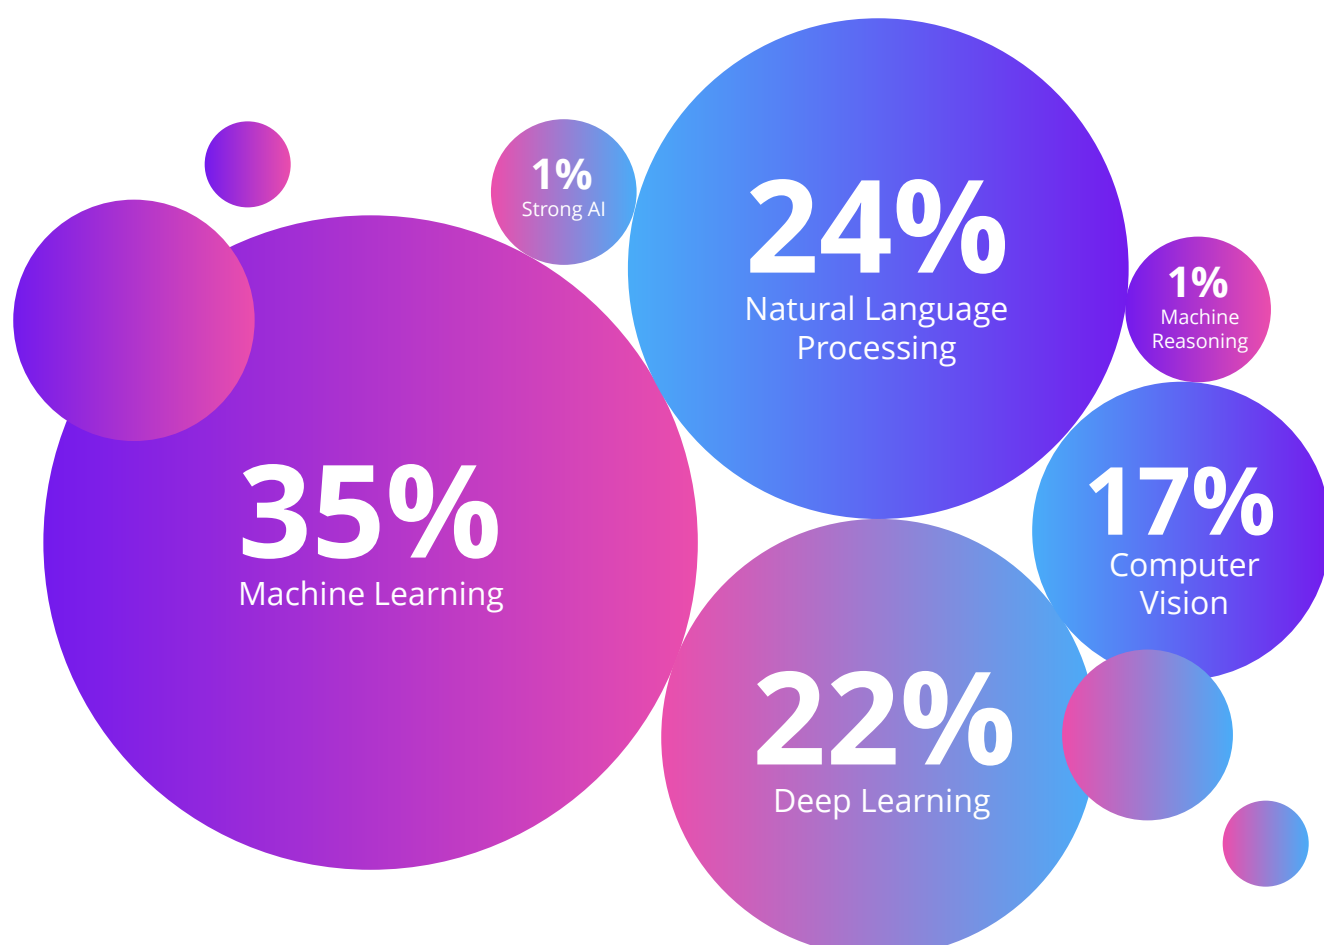 1%
Strong AI
24%
Natural Language
Processing
1%
Machine
Reasoning
35%
Machine Learning
17%
Computer
Vision
22%
Deep Learning